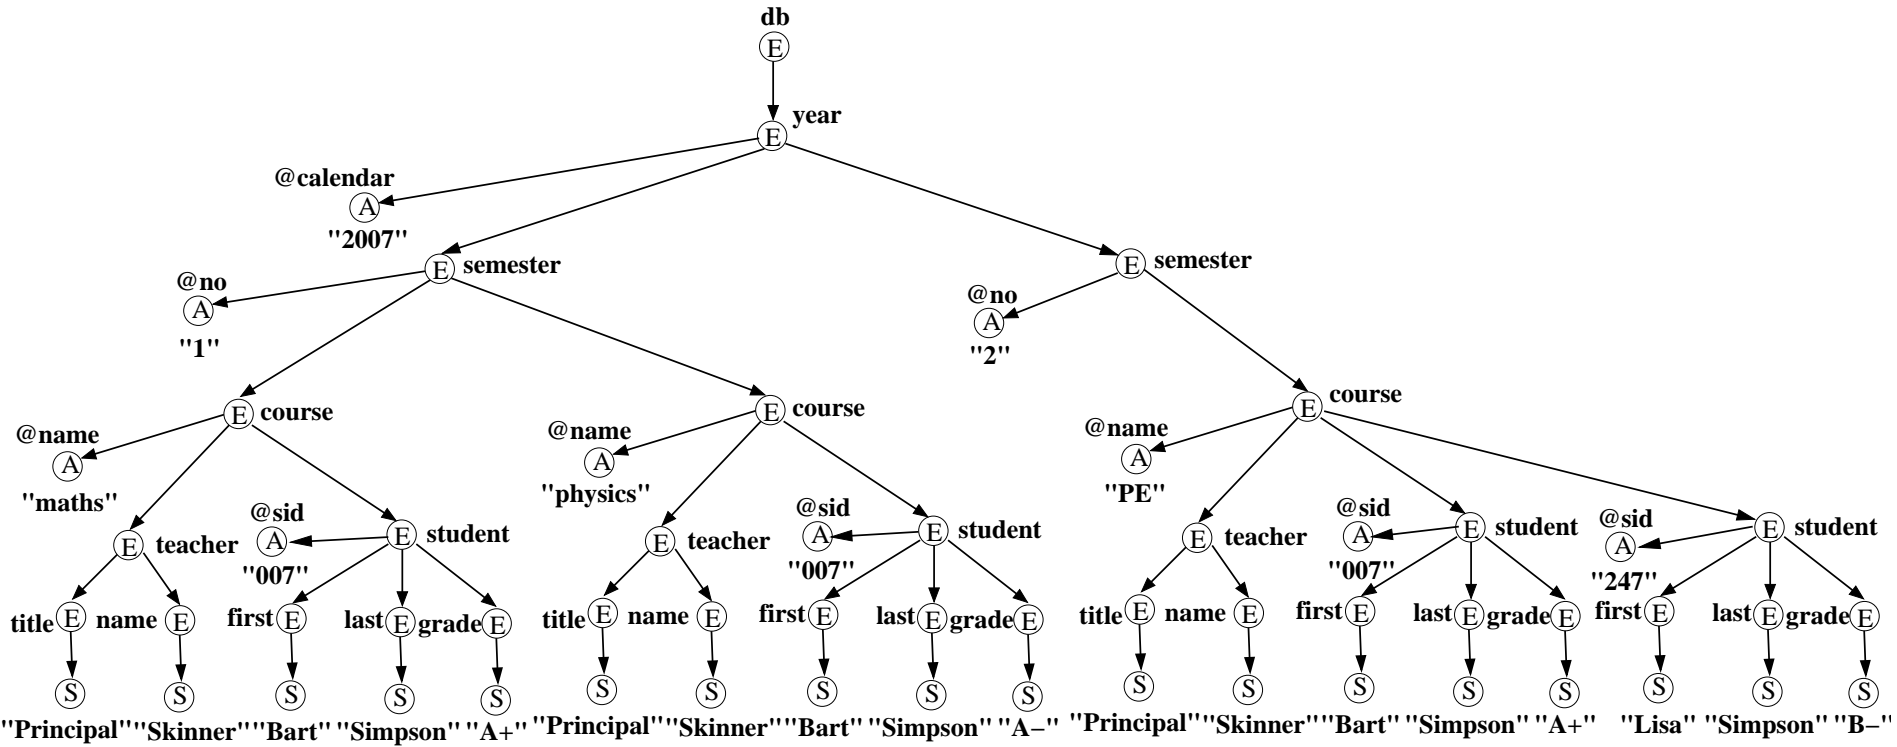 db
E
year
E
@calendar
A
"2007"
E semester
E semester
@no
A
"1"
@no
A
"2"
E course
E course
E course
@name
A
"maths"
@name
A
"physics"
@name
A
"PE"
E teacher
@sid
A
"007"
E student
E teacher
@sid
A
"007"
E student
E teacher
@sid
A
"007"
E student
@sid
A
"247"
E student
title E name E first E last E grade E title E name E first E last E grade E title E name E first E last E grade E first E last E grade E
S S S S S S S S S S S S S S S S S S
"Principal" "Skinner" "Bart" "Simpson" "A+" "Principal" "Skinner" "Bart" "Simpson" "A−" "Principal" "Skinner" "Bart" "Simpson" "A+" "Lisa" "Simpson" "B−"